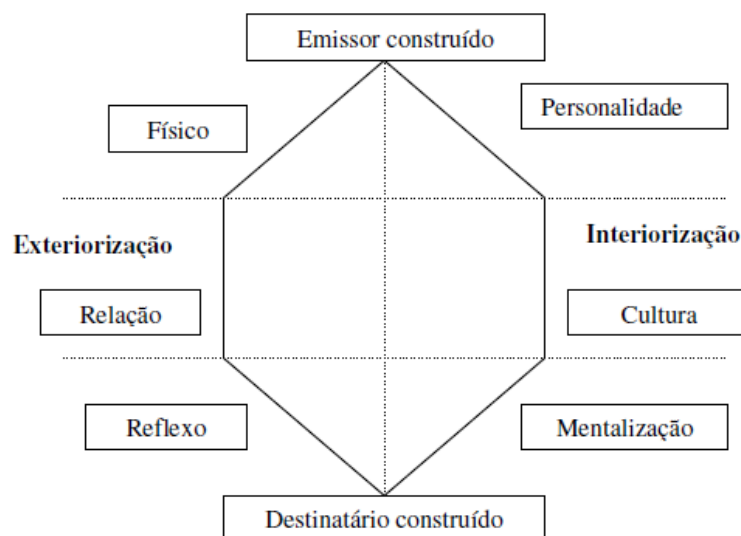 Emissor construído
Físico
Personalidade
Exteriorização
Interiorização
Relação
Cultura
Reflexo
Mentalização
Destinatário construído